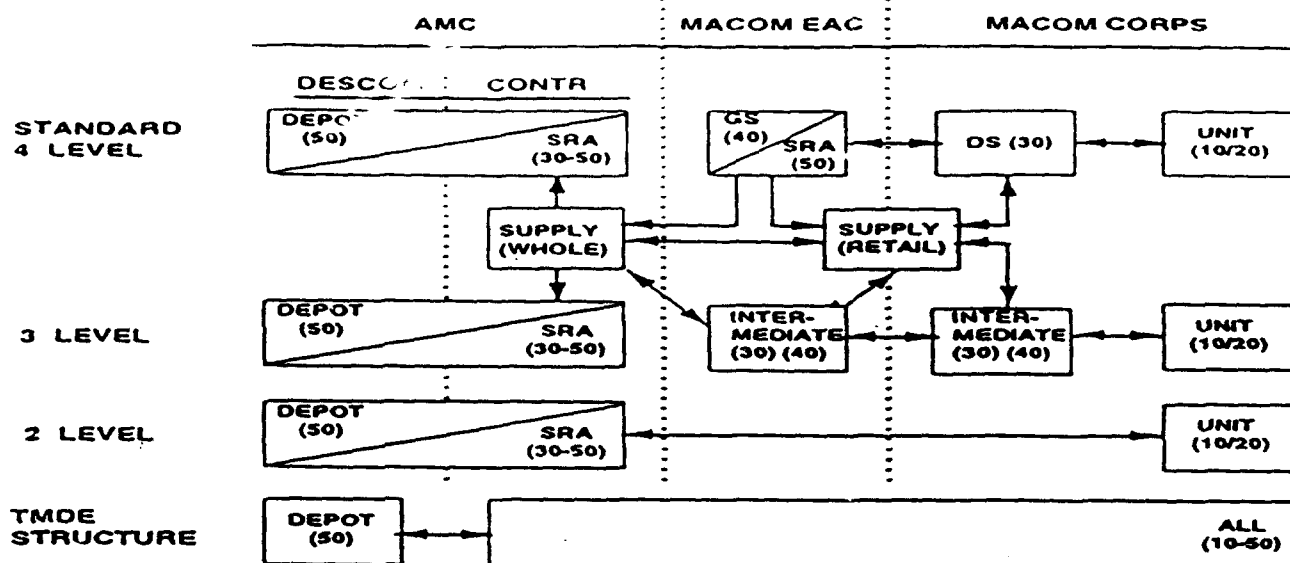 AMC MACOM EAC MACOM CORPS
CONTR
STANDARD
4 LEVEL
(50)
SRA
(30-50)
GS
(40)
SRA
(50)
DS (30)
UNIT
(10/20)
SUPPLY
(WHOLE)
SUPPLY
(RETAIL)
3 LEVEL
DEPOT
(50)
SRA
(30-50)
INTER-
MEDIATE
(30) (40)
INTER-
MEDIATE
(30) (40)
UNIT
(10/20)
2 LEVEL
DEPOT
(50)
SRA
(30-50)
UNIT
(10/20)
TMDE
STRUCTURE
DEPOT
(50)
ALL
(10-50)